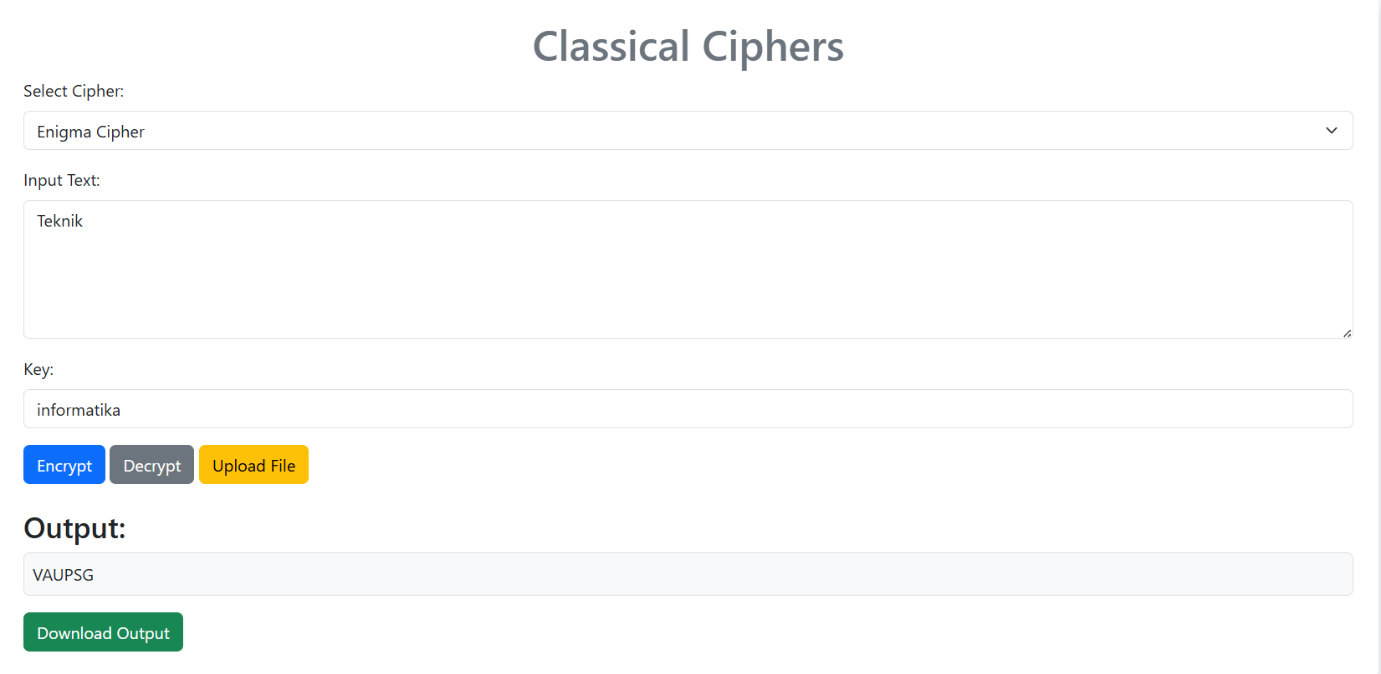 Classical Ciphers
Select Cipher:
Enigma Cipher
Input Text:
Teknik
Key:
informatika
Encrypt Decrypt Upload File
Output:
VAUPSG
Download Output